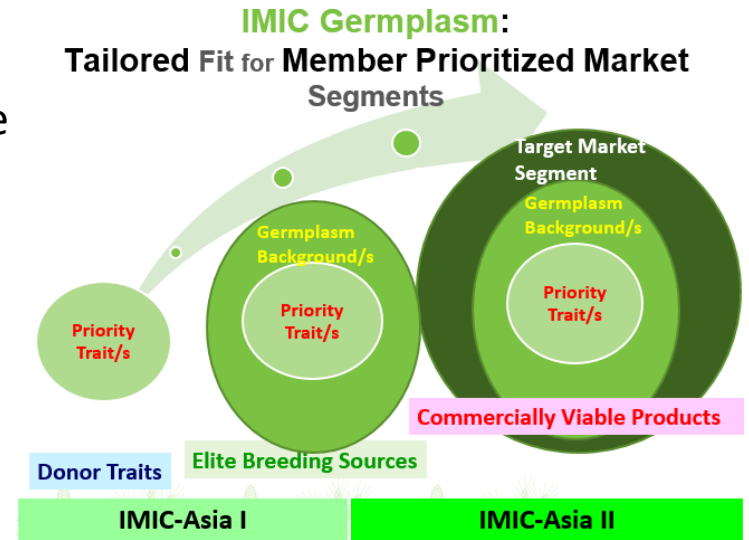 IMIC Germplasm:
Tailored Fit for Member Prioritized Market
Segments
e
Target Market
Segment
Germplasm
Background/s
Priority
Trait/s
Germplasm
Background/s
Priority
Trait/s
Priority
Trait/s
Commercially Viable Products
Elite Breeding Sources
Donor Traits
IMIC-Asia I
IMIC-Asia II